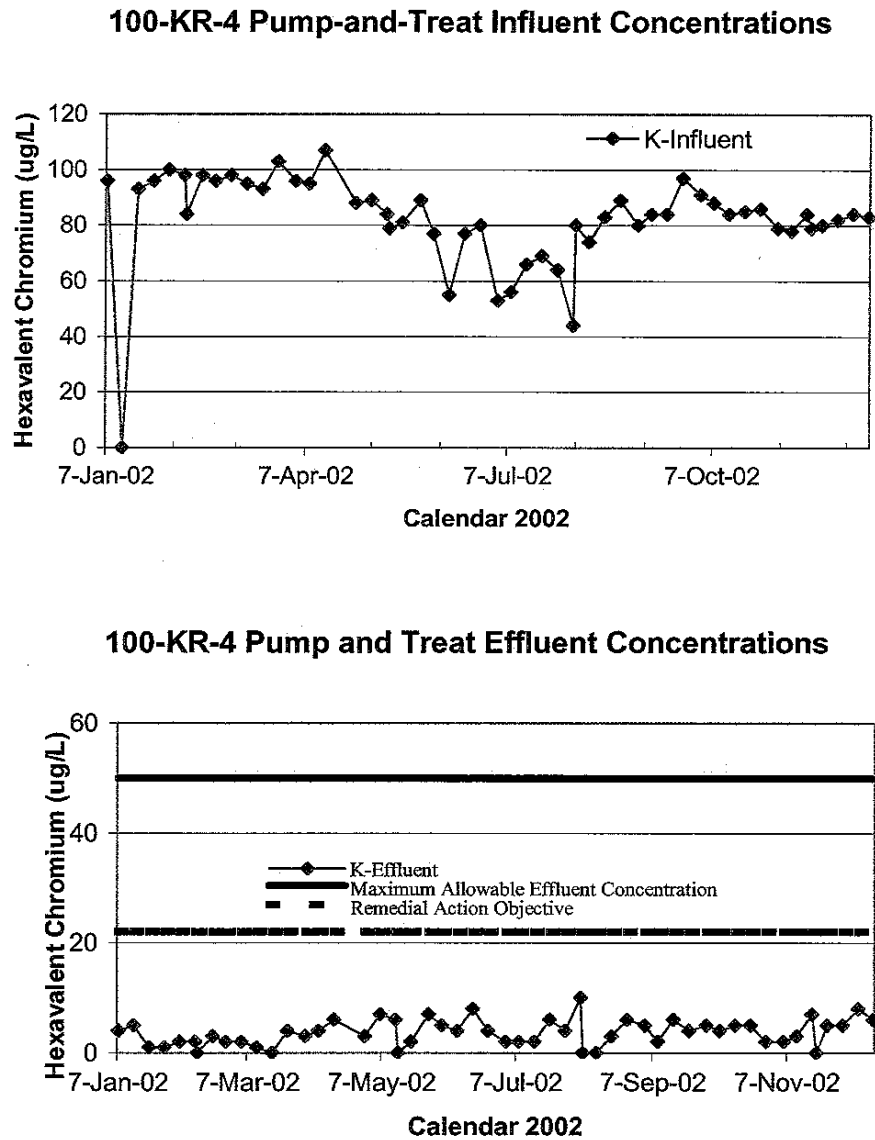 100-KR-4 Pump-and-Treat Influent Concentrations
Hexavalent Chromium (ug/L)
120
100
80
60
40
20
0
K-Influent
7-Jan-02 7-Apr-02 7-Jul-02 7-Oct-02
Calendar 2002
100-KR-4 Pump and Treat Effluent Concentrations
Hexavalent Chromium (ug/L)
60
40
20
0
K-Effluent
Maximum Allowable Effluent Concentration
Remedial Action Objective
7-Jan-02 7-Mar-02 7-May-02 7-Jul-02 7-Sep-02 7-Nov-02
Calendar 2002